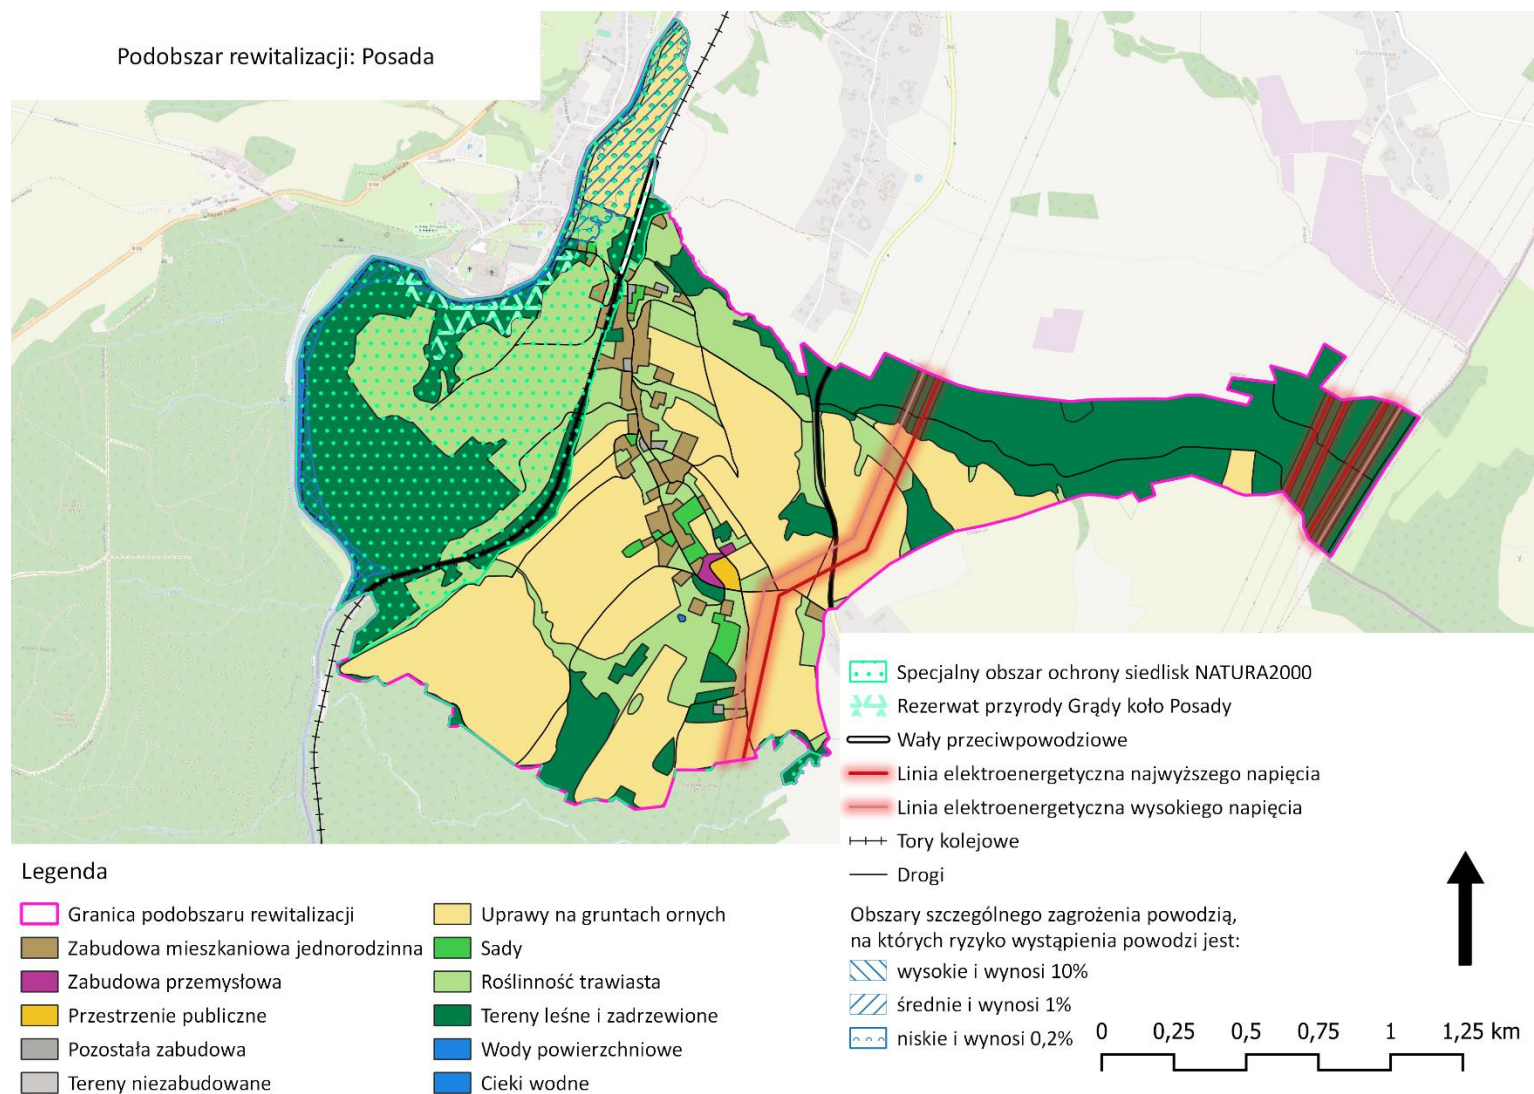 Podobszar rewitalizacji: Posada
Specjalny obszar ochrony siedlisk NATURA2000
Rezerwat przyrody Grądy koło Posady
Wały przeciwpowodziowe
Linia elektroenergetyczna najwyższego napięcia
Linia elektroenergetyczna wysokiego napięcia
Tory kolejowe
Drogi
Legenda
Granica podobszaru rewitalizacji
Zabudowa mieszkaniowa jednorodzinna
Zabudowa przemysłowa
Przestrzenie publiczne
Pozostała zabudowa
Tereny niezabudowane
Uprawy na gruntach ornych
Sady
Roślinność trawiasta
Tereny leśne i zadrzewione
Wody powierzchniowe
Cieki wodne
Obszary szczególnego zagrożenia powodzią,
na których ryzyko wystąpienia powodzi jest:
wysokie i wynosi 10%
średnie i wynosi 1%
niskie i wynosi 0,2%
0 0,25 0,5 0,75 1 1,25 km